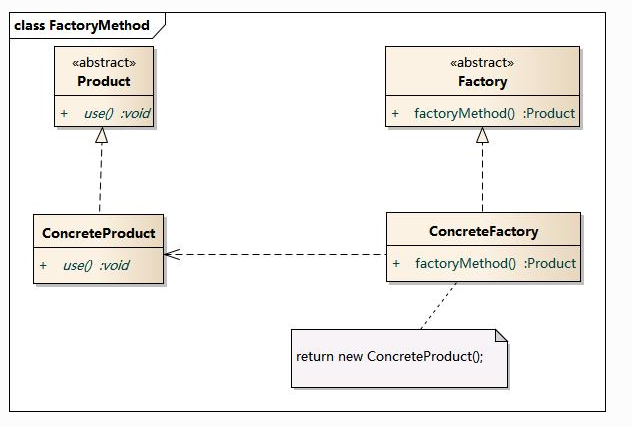 class FactoryMethod
«abstract»
Product
+ use() :void
«abstract»
Factory
+ factoryMethod() :Product
ConcreteProduct
+ use() :void
ConcreteFactory
+ factoryMethod() :Product
return new ConcreteProduct();